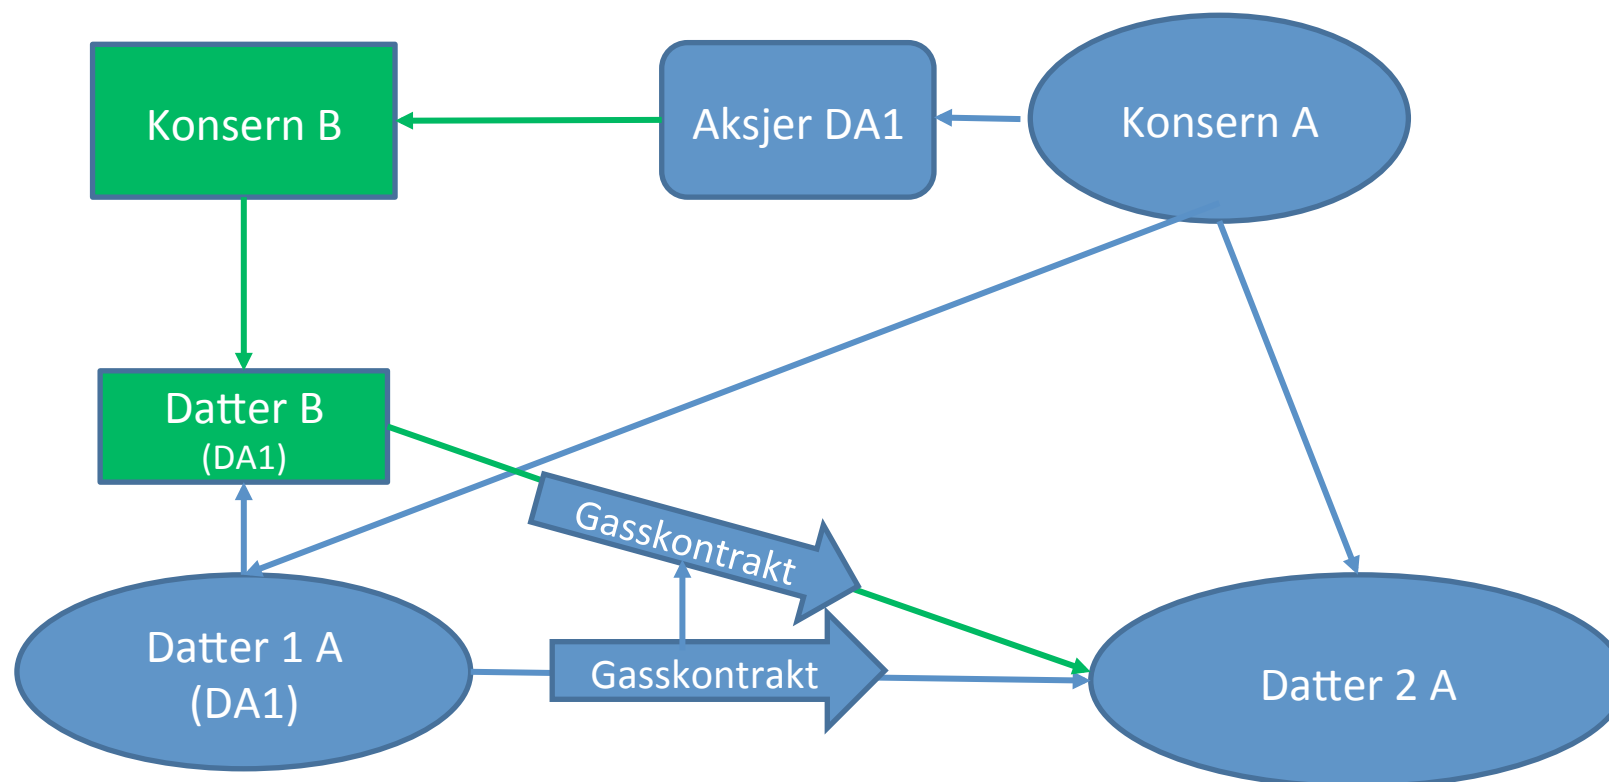 Konsern B
Aksjer DA1
Konsern A
Datter B
(DA1)
Gasskontrakt
Datter 1 A
(DA1)
Gasskontrakt
Datter 2 A